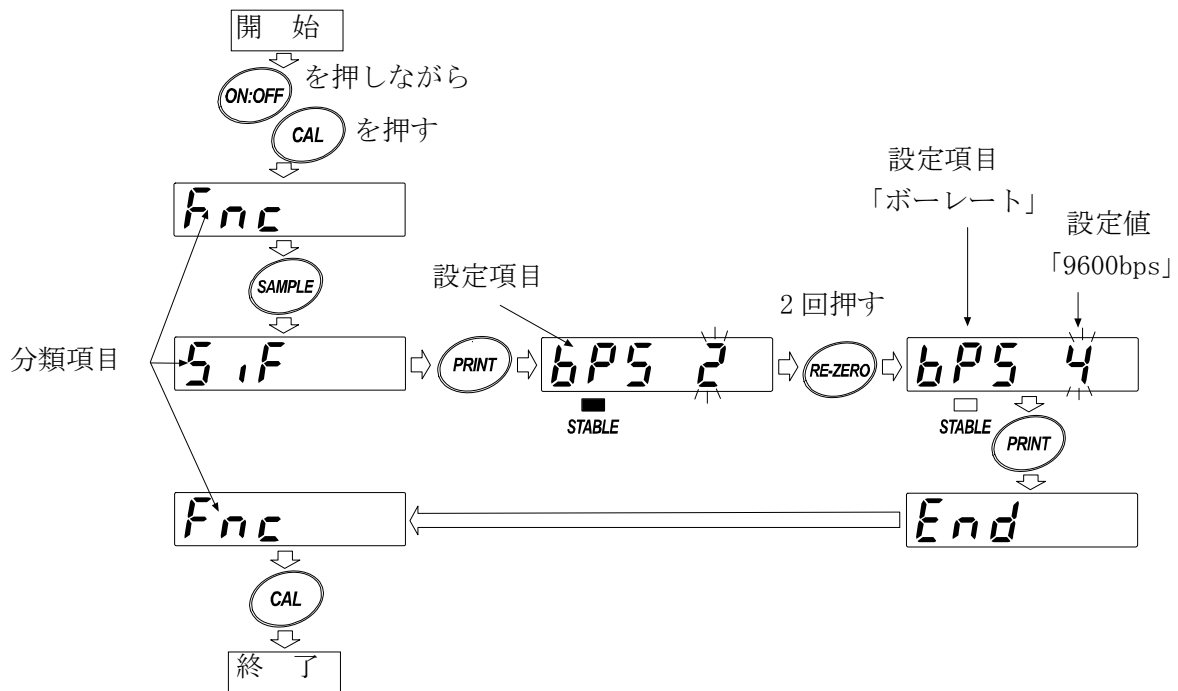 開 始
ON:OFF を押しながら
CAL を押す
Fnc
設定項目
「ボーレート」
設定値
「9600bps」
SAMPLE
設定項目
2回押す
分類項目
SiF
PRINT
bPS 2
RE-ZERO
bPS 4
STABLE
STABLE
PRINT
Fnc
End
CAL
終 了